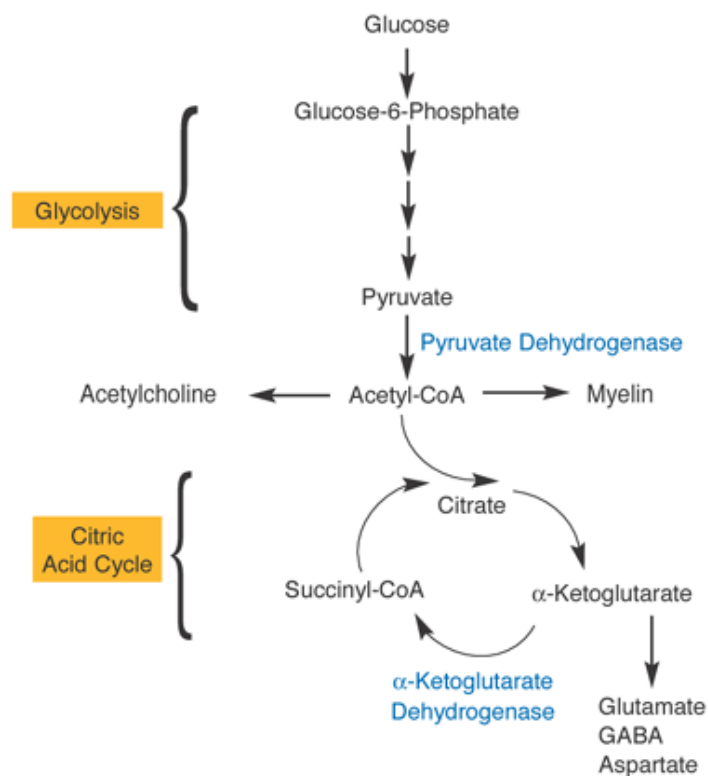 Glucose
Glucose-6-Phosphate
Glycolysis
Pyruvate
Pyruvate Dehydrogenase
Acetylcholine
Acetyl-CoA
Myelin
Citrate
Citric
Acid Cycle
Succinyl-CoA
α-Ketoglutarate
α-Ketoglutarate
Dehydrogenase
Glutamate
GABA
Aspartate